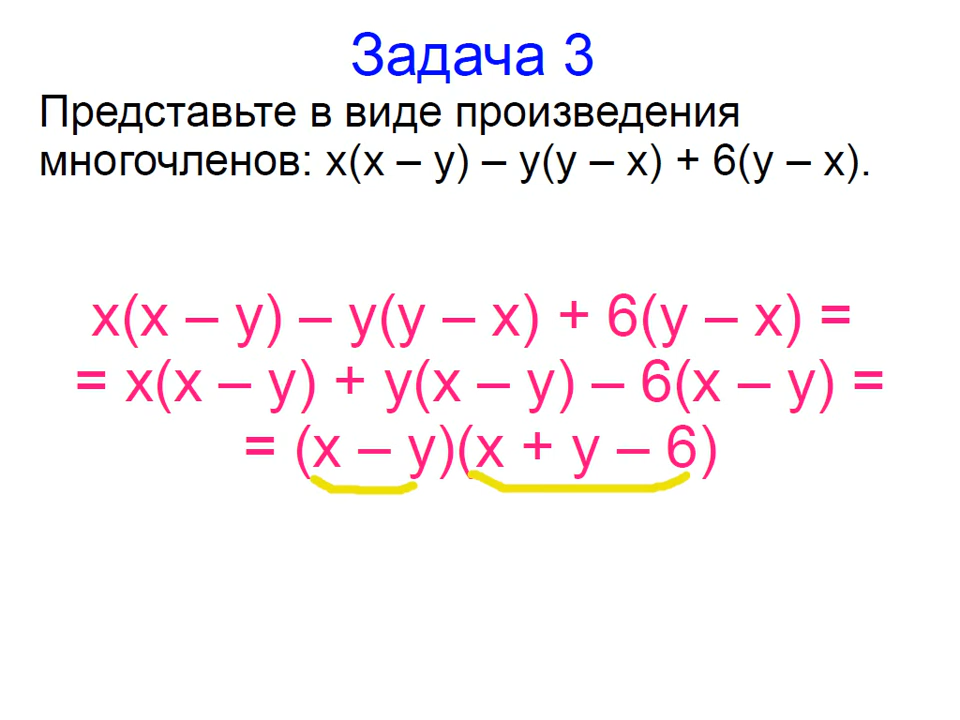 Задача 3
Представьте в виде произведения
многочленов: x(x – y) – y(y – x) + 6(y – x).
x(x – y) – y(y – x) + 6(y – x) =
= x(x – y) + y(x – y) – 6(x – y) =
= (x – y)(x + y – 6)